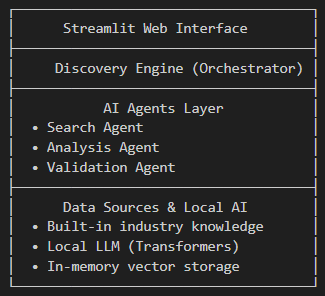 Streamlit Web Interface
Discovery Engine (Orchestrator)
AI Agents Layer
• Search Agent
• Analysis Agent
• Validation Agent
Data Sources & Local AI
• Built-in industry knowledge
• Local LLM (Transformers)
• In-memory vector storage